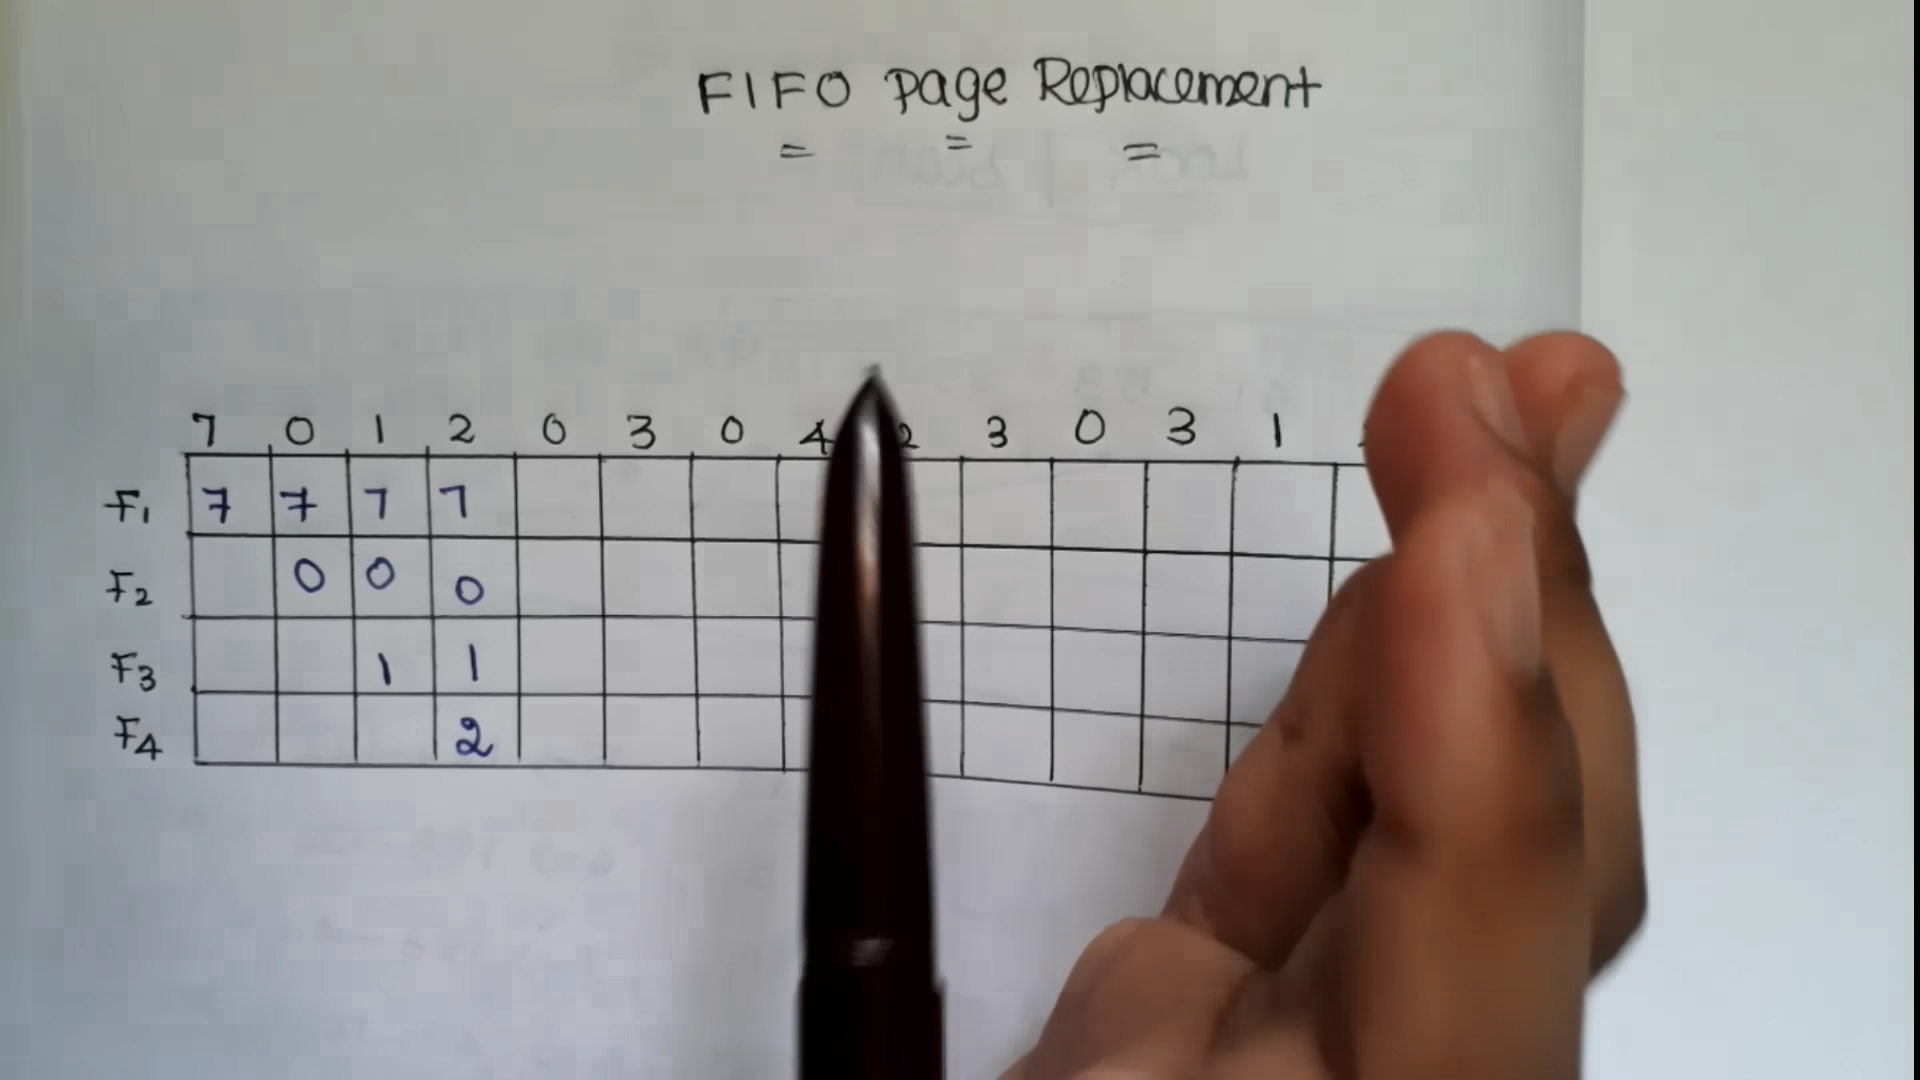 FIFO Page Replacement
7 0 1 2 0 3 0 4 2 3 0 3 1
F1 7 7 7 7
F2 0 0 0
F3 1 1
F4 2